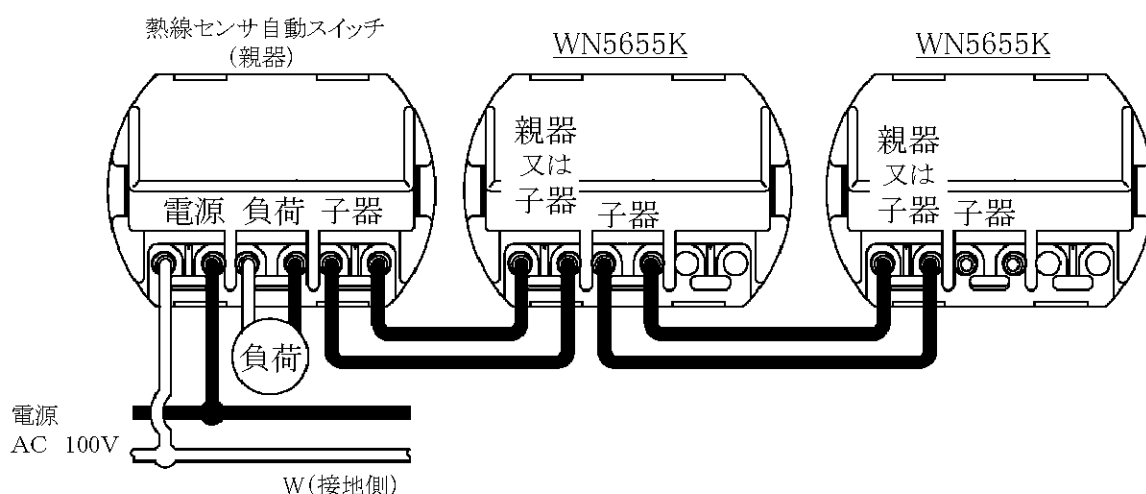 熱線センサ自動スイッチ
(親器)
電源 負荷 子器
負荷
WN5655K
親器
又は
子器 子器
WN5655K
親器
又は
子器 子器
電源
AC 100V
W(接地側)